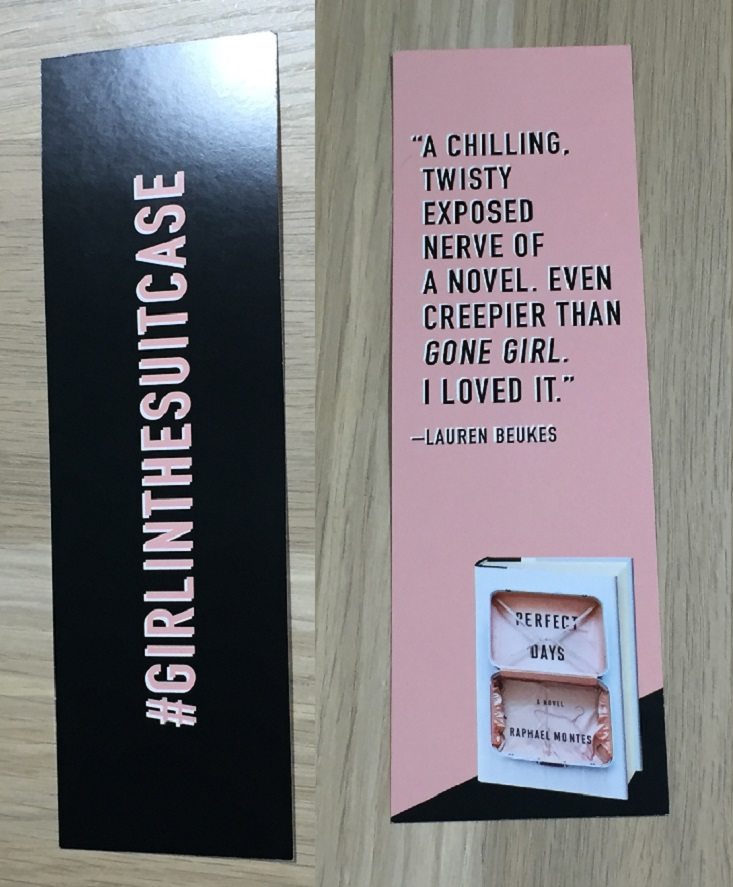 #GIRLINTHESUITCASE
“A CHILLING,
TWISTY
EXPOSED
NERVE OF
A NOVEL. EVEN
CREEPIER THAN
GONE GIRL.
I LOVED IT.”
—LAUREN BEUKES
PERFECT
DAYS
A NOVEL
RAPHAEL MONTES